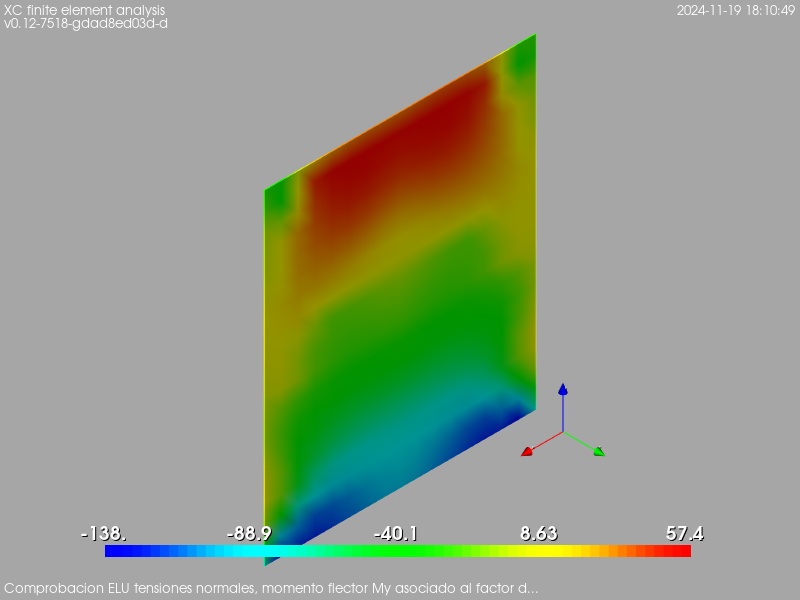 XC finite element analysis
v0.12-7518-gdad8ed03d-d
2024-11-19 18:10:49
-138. -88.9 -40.1 8.63 57.4
Comprobacion ELU tensiones normales, momento flector My asociado al factor d...